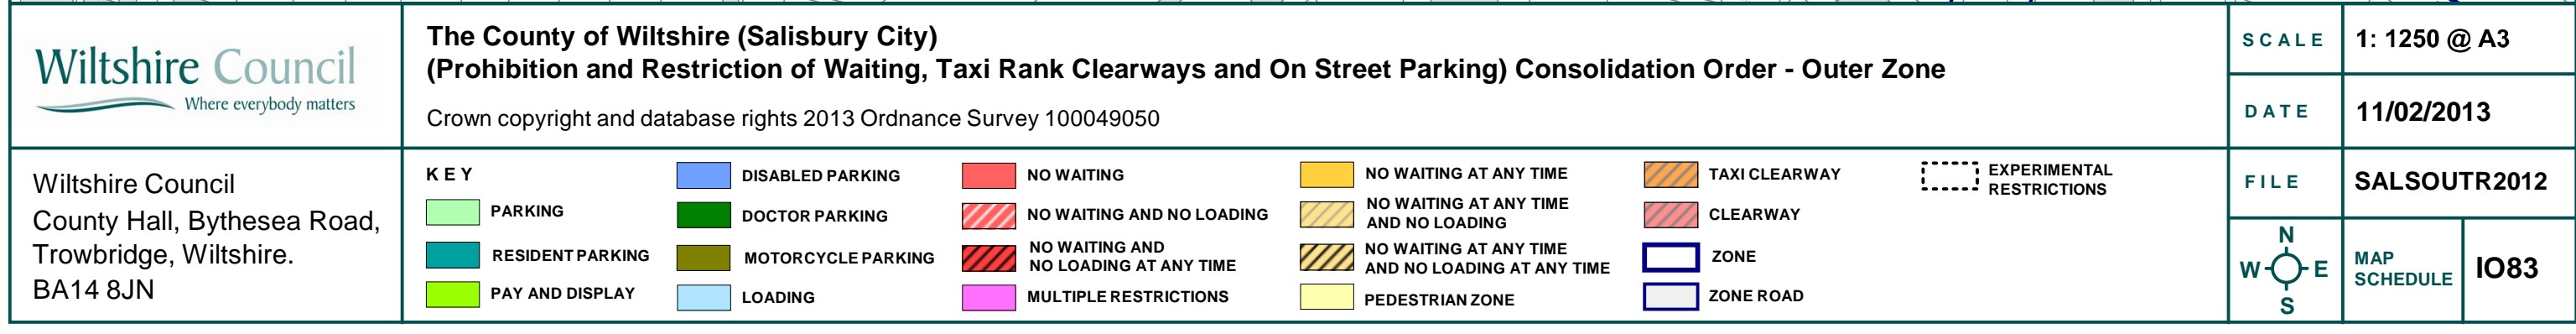 Wiltshire Council
Where everybody matters
The County of Wiltshire (Salisbury City)
(Prohibition and Restriction of Waiting, Taxi Rank Clearways and On Street Parking) Consolidation Order - Outer Zone
Crown copyright and database rights 2013 Ordnance Survey 100049050
SCALE
1: 1250 @ A3
DATE
11/02/2013
Wiltshire Council
County Hall, Bythesea Road,
Trowbridge, Wiltshire.
BA14 8JN
KEY
PARKING
RESIDENT PARKING
PAY AND DISPLAY
DISABLED PARKING
DOCTOR PARKING
MOTORCYCLE PARKING
LOADING
NO WAITING
NO WAITING AND NO LOADING
NO WAITING AND
NO LOADING AT ANY TIME
MULTIPLE RESTRICTIONS
NO WAITING AT ANY TIME
NO WAITING AT ANY TIME
AND NO LOADING
NO WAITING AT ANY TIME
AND NO LOADING AT ANY TIME
PEDESTRIAN ZONE
TAXI CLEARWAY
CLEARWAY
ZONE
ZONE ROAD
EXPERIMENTAL
RESTRICTIONS
FILE
SALSOUTR2012
N
W E
S
MAP
SCHEDULE
IO83